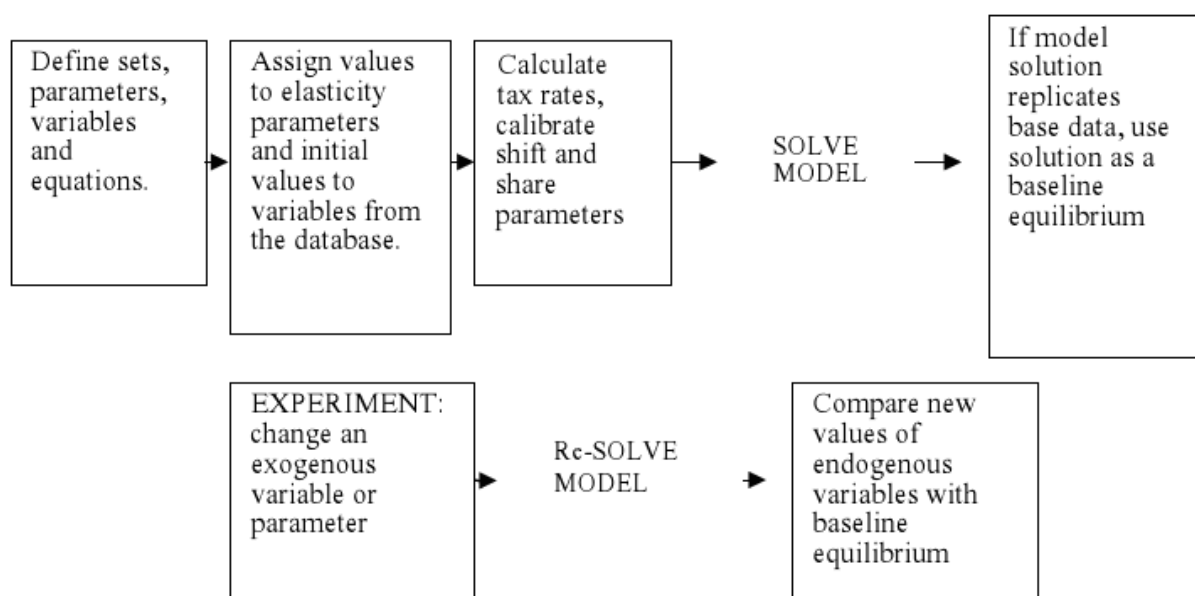 Define sets,
parameters,
variables
and
equations.
Assign values
to elasticity
parameters
and initial
values to
variables from
the database.
Calculate
tax rates,
calibrate
shift and
share
parameters
SOLVE
MODEL
If model
solution
replicates
base data, use
solution as a
baseline
equilibrium
EXPERIMENT:
change an
exogenous
variable or
parameter
Re-SOLVE
MODEL
Compare new
values of
endogenous
variables with
baseline
equilibrium